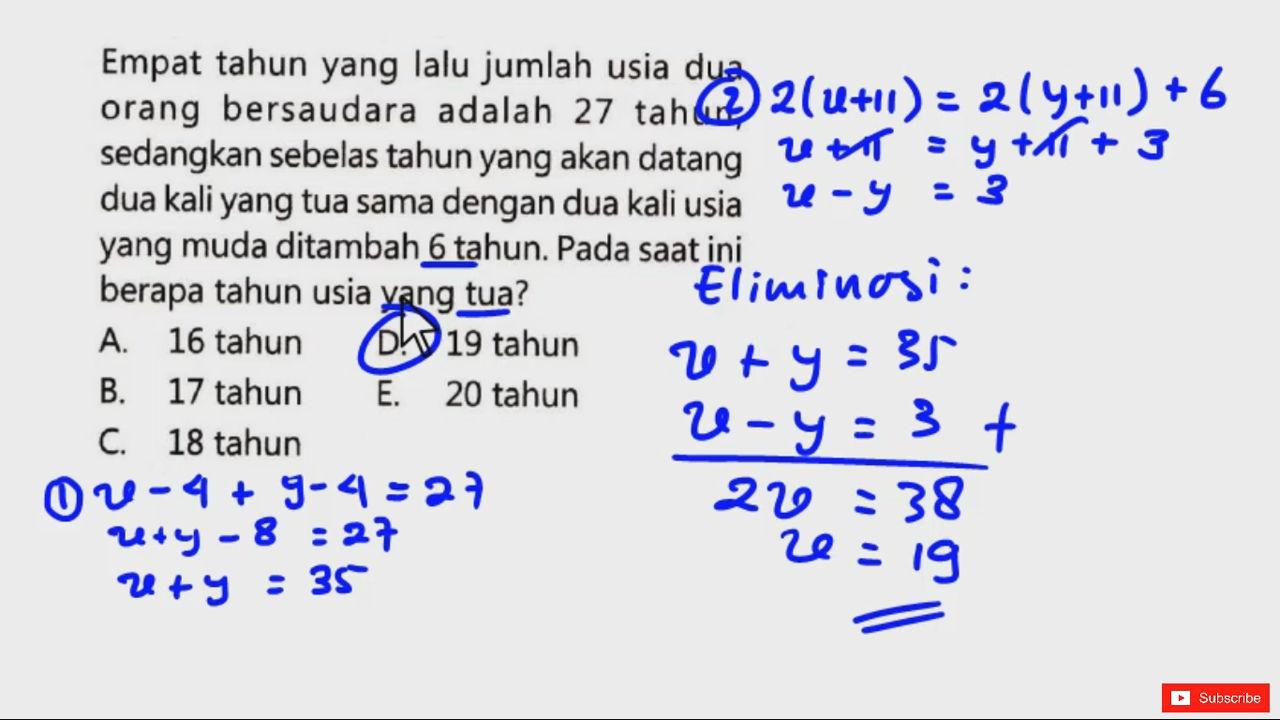 Empat tahun yang lalu jumlah usia dua
orang bersaudara adalah 27 tahun,
sedangkan sebelas tahun yang akan datang
dua kali yang tua sama dengan dua kali usia
yang muda ditambah 6 tahun. Pada saat ini
berapa tahun usia yang tua?
A. 16 tahun
B. 17 tahun
C. 18 tahun
D. 19 tahun
E. 20 tahun
① x - 4 + y - 4 = 27
x + y - 8 = 27
x + y = 35
② 2(x+11) = 2(y+11) + 6
x + 11 = y + 11 + 3
x - y = 3
Eliminasi :
x + y = 35
x - y = 3 +
2x = 38
x = 19
Subscribe